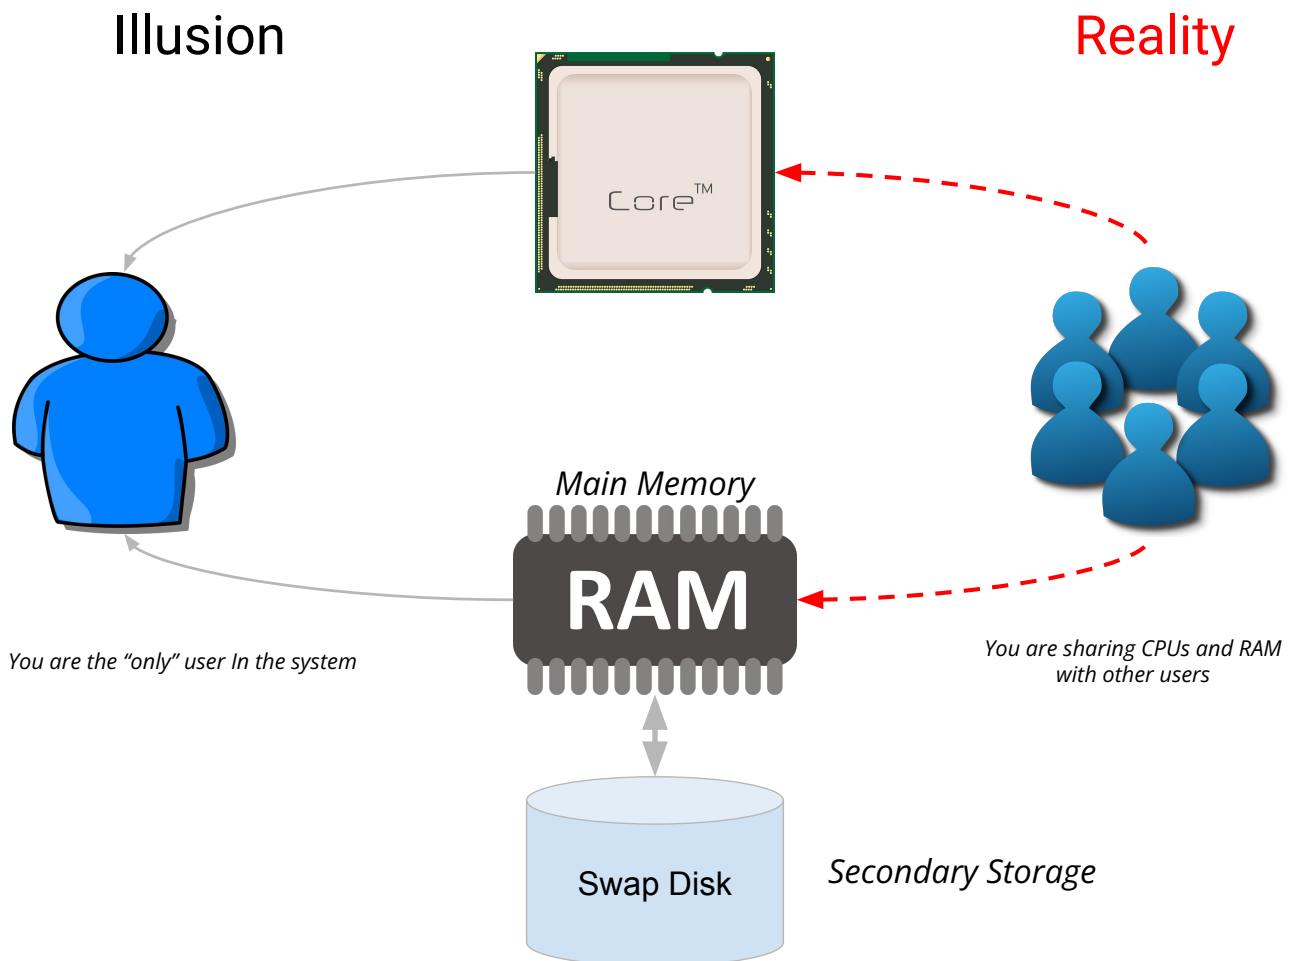 Illusion
Reality
Core™
Main Memory
RAM
You are the “only” user In the system
You are sharing CPUs and RAM
with other users
Swap Disk
Secondary Storage